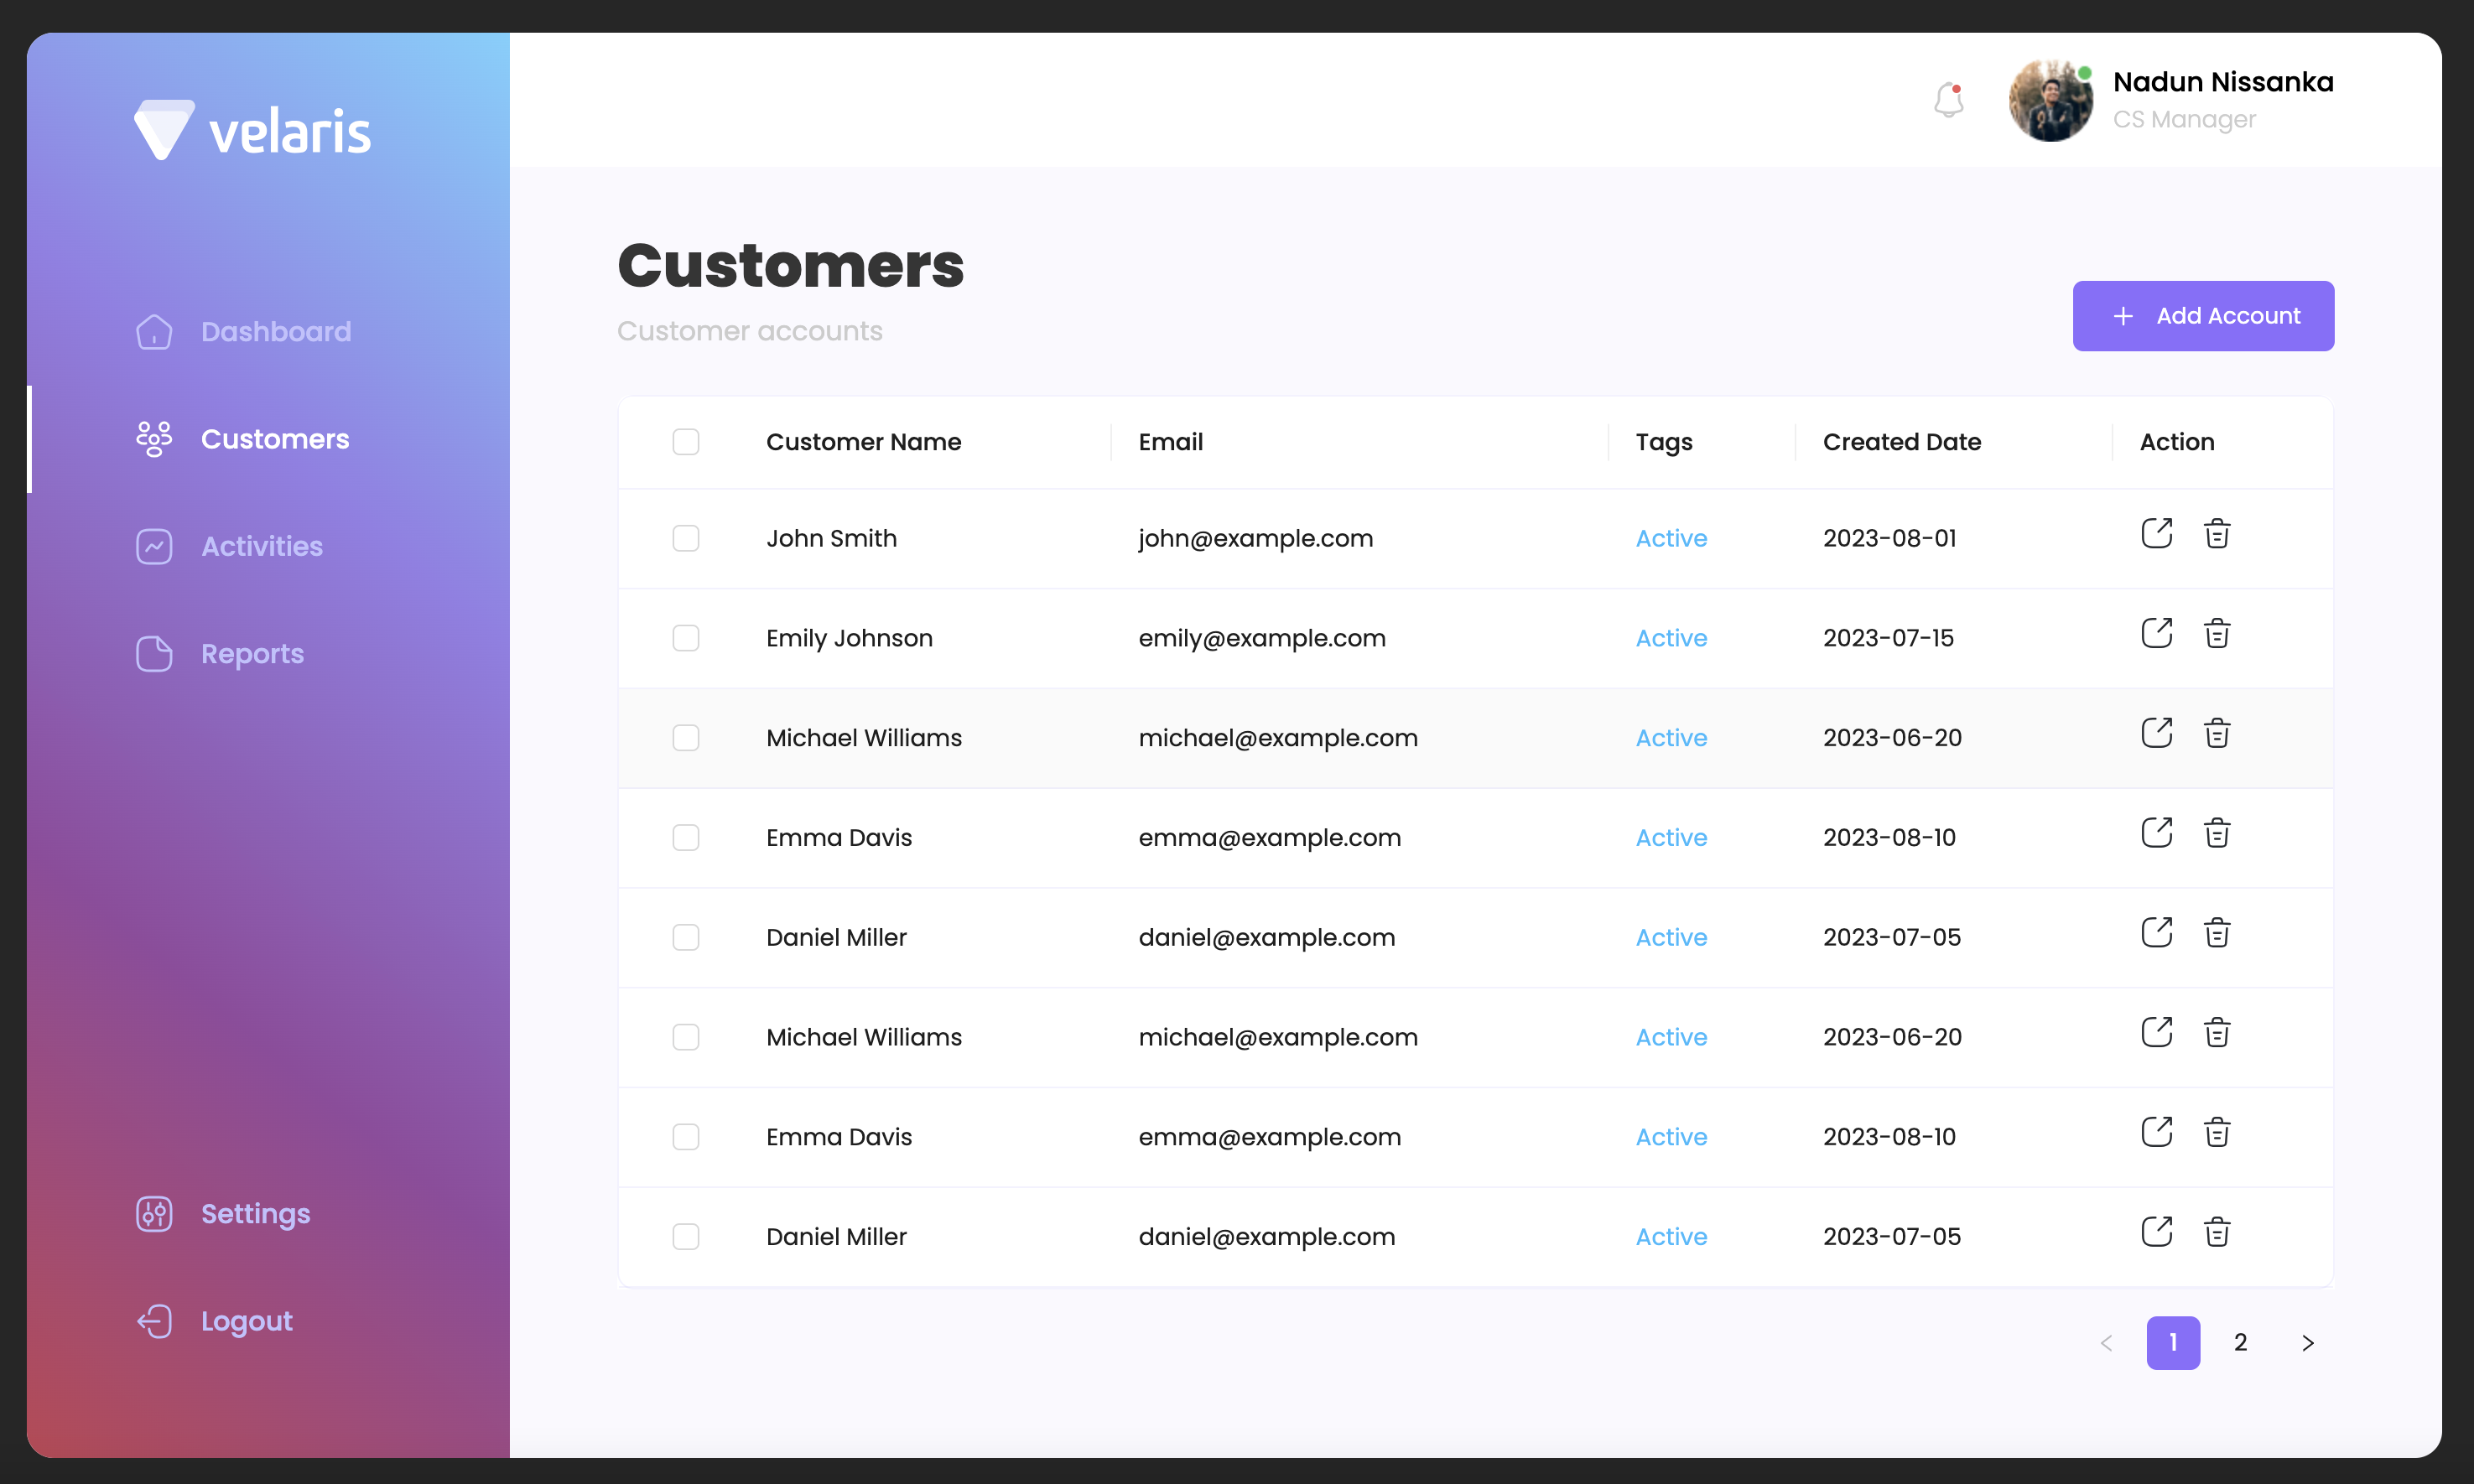 velaris
Nadun Nissanka
CS Manager
Dashboard
Customers
Activities
Reports
Settings
Logout
Customers
Customer accounts
+ Add Account
Customer Name Email Tags Created Date Action
John Smith john@example.com Active 2023-08-01
Emily Johnson emily@example.com Active 2023-07-15
Michael Williams michael@example.com Active 2023-06-20
Emma Davis emma@example.com Active 2023-08-10
Daniel Miller daniel@example.com Active 2023-07-05
Michael Williams michael@example.com Active 2023-06-20
Emma Davis emma@example.com Active 2023-08-10
Daniel Miller daniel@example.com Active 2023-07-05
< 1 2 >